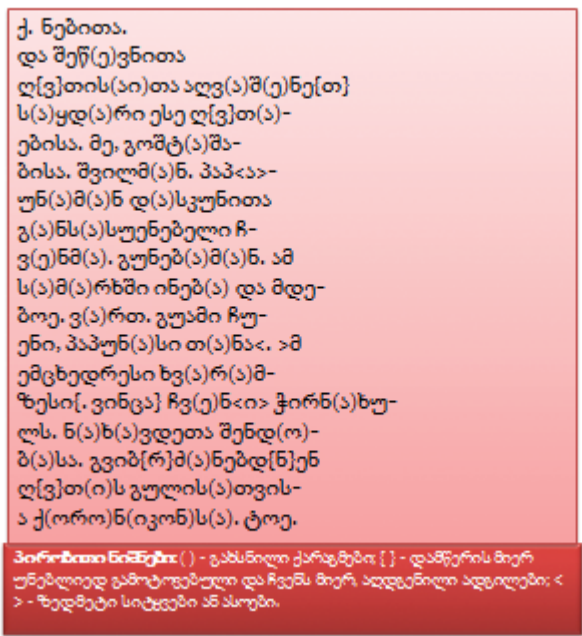 ქ. ნებითა.
და შეწ(ე)ვნითა
ღ{ვ}თის(აი)თა აღვ(ა)შ(ე)ნე{თ}
ს(ა)ყდ(ა)რი ესე ღ{ვ}თ(ა)-
ებისა. მე, გოშტ(ა)შა-
ბისა. შვილმ(ა)ნ. პაპ<ა>-
უნ(ა)მ(ა)ნ დ(ა)სკუნითა
გ(ა)ნს(ა)სუენებელი ჩ-
ვ(ე)ნმ(ა). გუნებ(ა)მ(ა)ნ. ამ
ს(ა)მ(ა)რხში ინებ(ა) და მდე-
ბოე. ვ(ა)რთ. გუამი ჩუ-
ენი, პაპუნ(ა)სი თ(ა)ნა<. >მ
ემცხედრესი ხვ(ა)რ(ა)მ-
ზესი{. ვინცა} ჩვ(ე)ნ<ი> ჭირნ(ა)ხუ-
ლს. ნ(ა)ხ(ა)ვდეთა შენდ(ო)-
ბ(ა)სა. გვიბ{რ}ძ(ა)ნებდ{ნ}ენ
ღ{ვ}თ(ი)ს გულის(ა)თვის-
ა ქ(ორო)ნ(იკონ)ს(ა). ტოე.
პირობითი ნიშნები: ( ) - გახსნილი ქარაგმები; { } - დამწერის მიერ
უნებლიედ გამოტოვებული და ჩვენს მიერ, აღდგენილი ადგილები; <
> - ზედმეტი სიტყვები ან ასოები.